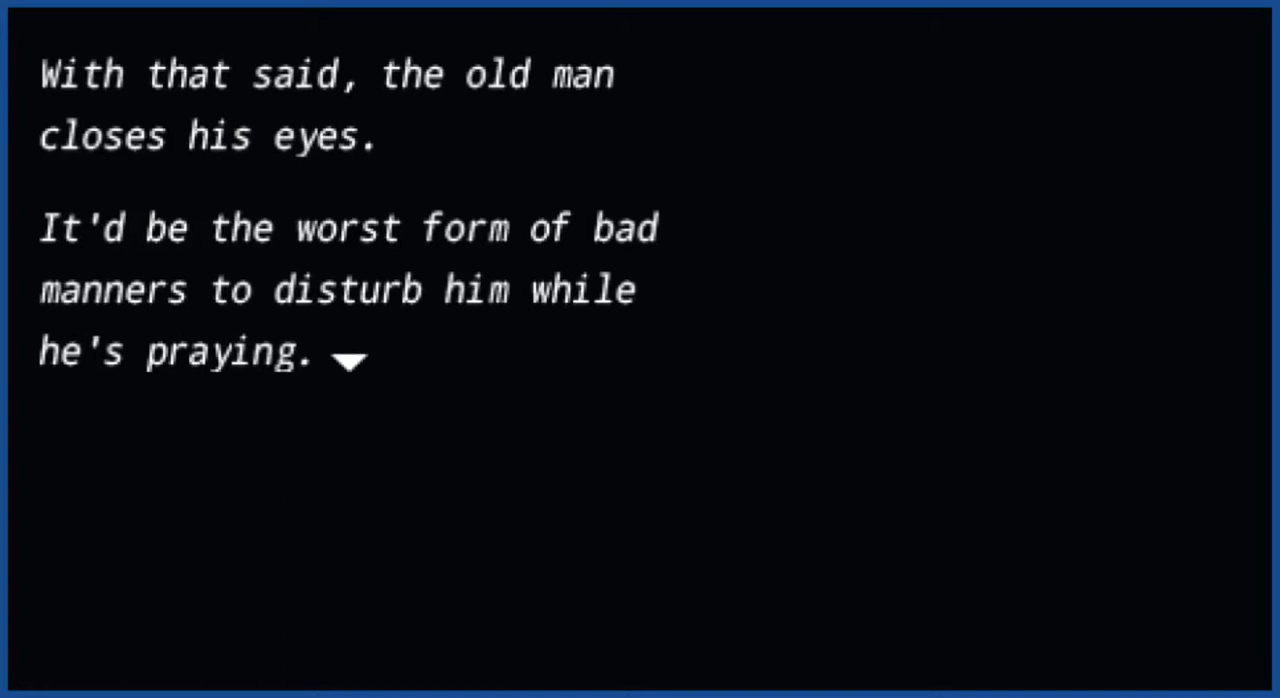 With that said, the old man
closes his eyes.
It'd be the worst form of bad
manners to disturb him while
he's praying.